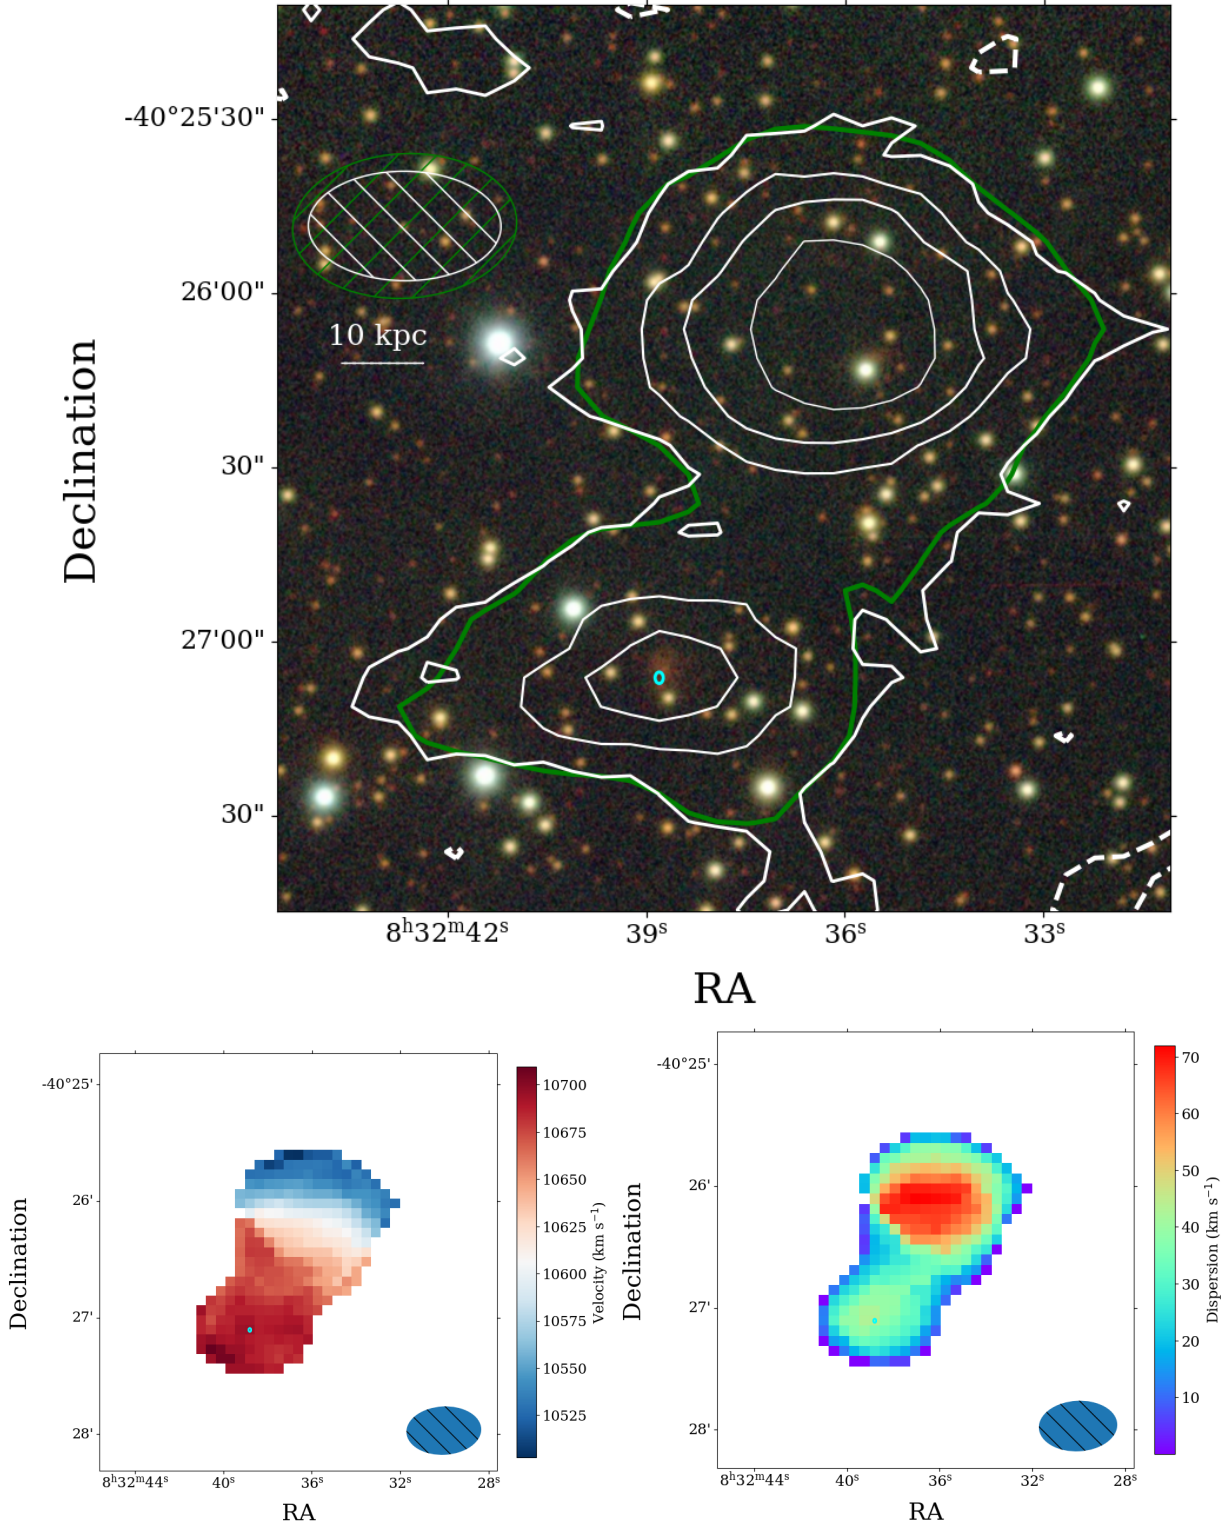 -40°25'30"
26'00"
30"
27'00"
30"
Declination
10 kpc
8ʰ32ᵐ42ˢ 39ˢ 36ˢ 33ˢ
RA
-40°25'
26'
27'
28'
Declination
8ʰ32ᵐ44ˢ 40ˢ 36ˢ 32ˢ 28ˢ
RA
10700
10675
10650
10625
10600
10575
10550
10525
Velocity (km s⁻¹)
-40°25'
26'
27'
28'
Declination
8ʰ32ᵐ44ˢ 40ˢ 36ˢ 32ˢ 28ˢ
RA
70
60
50
40
30
20
10
Dispersion (km s⁻¹)